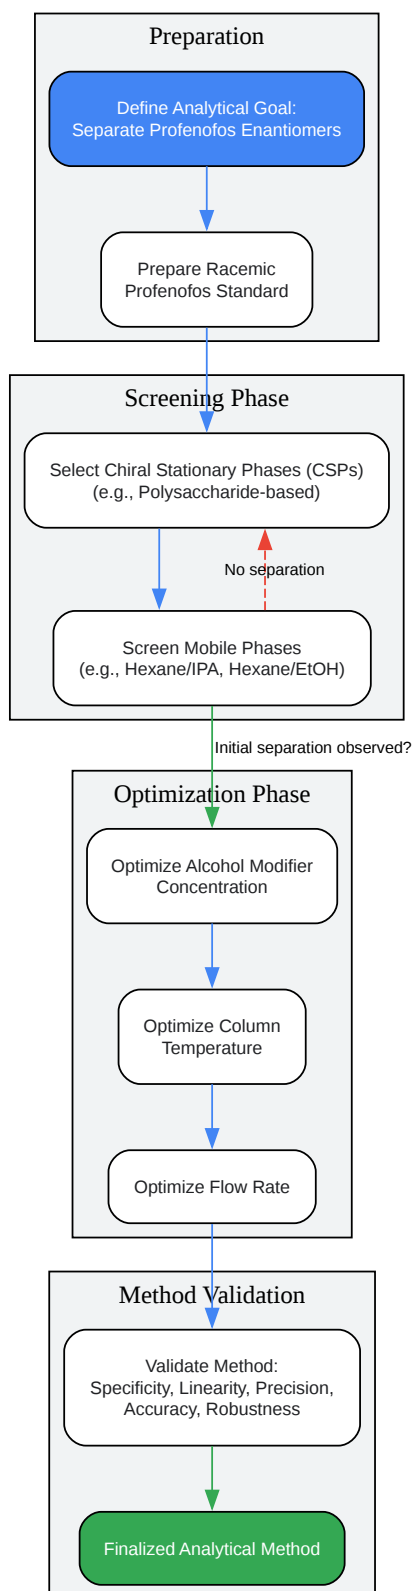 Preparation
Define Analytical Goal:
Separate Profenofos Enantiomers
Prepare Racemic
Profenofos Standard
Screening Phase
Select Chiral Stationary Phases (CSPs)
(e.g., Polysaccharide-based)
No separation
Screen Mobile Phases
(e.g., Hexane/IPA, Hexane/EtOH)
Initial separation observed?
Optimization Phase
Optimize Alcohol Modifier
Concentration
Optimize Column
Temperature
Optimize Flow Rate
Method Validation
Validate Method:
Specificity, Linearity, Precision,
Accuracy, Robustness
Finalized Analytical Method